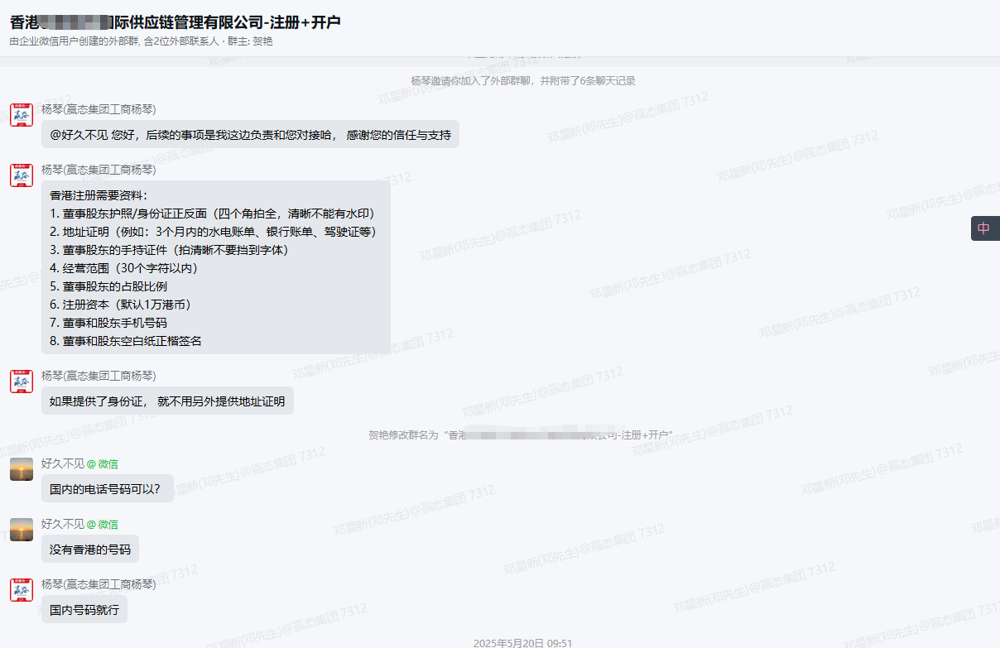 香港 国际供应链管理有限公司-注册+开户
由企业微信用户创建的外部群, 含2位外部联系人 · 群主: 贺艳
杨琴邀请你加入了外部群聊，并附带了6条聊天记录
杨琴(赢态集团工商杨琴)
@好久不见 您好，后续的事项是我这边负责和您对接哈， 感谢您的信任与支持
杨琴(赢态集团工商杨琴)
香港注册需要资料：
1. 董事股东护照/身份证正反面（四个角拍全，清晰不能有水印）
2. 地址证明（例如：3个月内的水电账单、银行账单、驾驶证等）
3. 董事股东的手持证件（拍清晰不要挡到字体）
4. 经营范围（30个字符以内）
5. 董事股东的占股比例
6. 注册资本（默认1万港币）
7. 董事和股东手机号码
8. 董事和股东空白纸正楷签名
中
杨琴(赢态集团工商杨琴)
如果提供了身份证， 就不用另外提供地址证明
贺艳修改群名为“香港 有限公司-注册+开户”
好久不见@微信
国内的电话号码可以？
好久不见@微信
没有香港的号码
杨琴(赢态集团工商杨琴)
国内号码就行
2025年5月20日 09:51